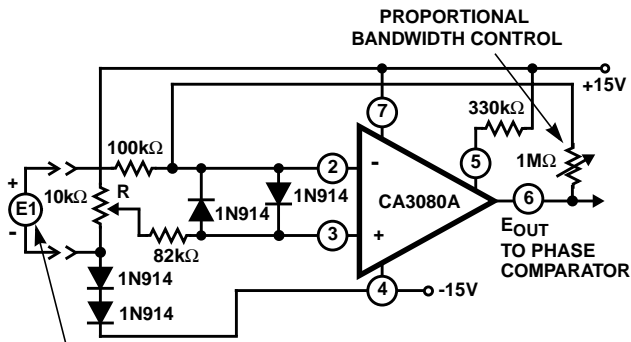 PROPORTIONAL
BANDWIDTH CONTROL
+15V
7
330kΩ
100kΩ
2
-
5
1MΩ
+
E1
-
10kΩ
R
1N914
1N914
CA3080A
6
82kΩ
3
+
EOUT
TO PHASE
COMPARATOR
1N914
1N914
4
-15V